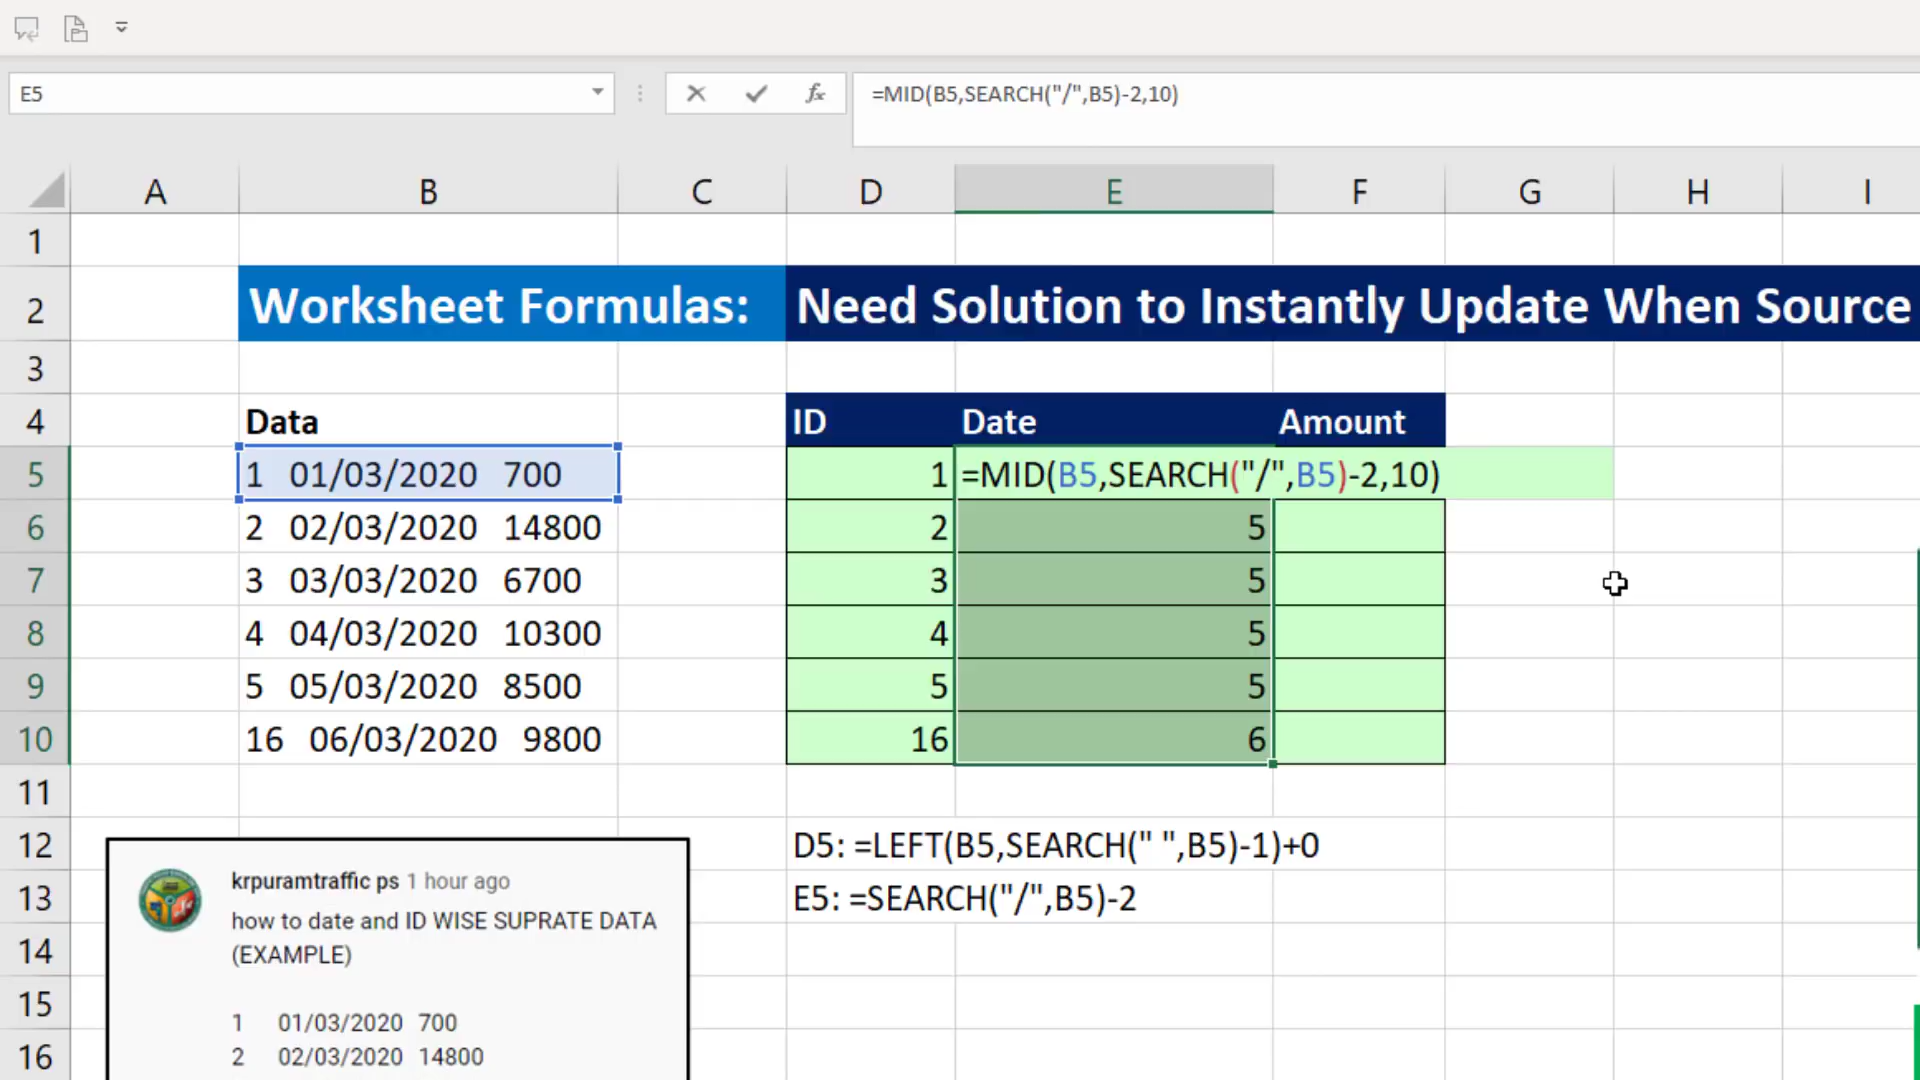 E5
fx
=MID(B5,SEARCH("/",B5)-2,10)
A B C D E F G H I
1
2 Worksheet Formulas: Need Solution to Instantly Update When Source
3
4 Data ID Date Amount
5 1 01/03/2020 700 1 =MID(B5,SEARCH("/",B5)-2,10)
6 2 02/03/2020 14800 2 5
7 3 03/03/2020 6700 3 5
8 4 04/03/2020 10300 4 5
9 5 05/03/2020 8500 5 5
10 16 06/03/2020 9800 16 6
11
12 D5: =LEFT(B5,SEARCH(" ",B5)-1)+0
13 E5: =SEARCH("/",B5)-2
14
15
16
krpuramtraffic ps 1 hour ago
how to date and ID WISE SUPRATE DATA
(EXAMPLE)
1 01/03/2020 700
2 02/03/2020 14800